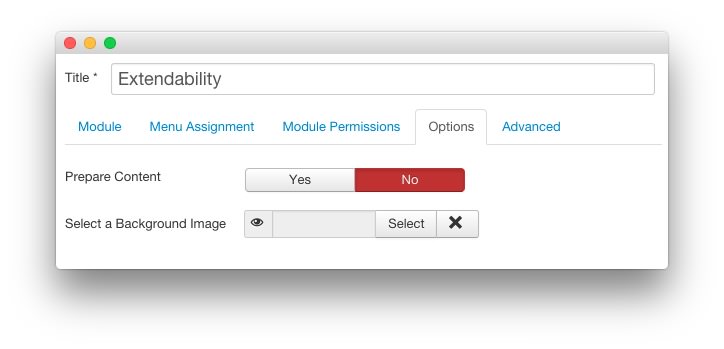 Title * Extendability
Module Menu Assignment Module Permissions Options Advanced
Prepare Content Yes No
Select a Background Image Select